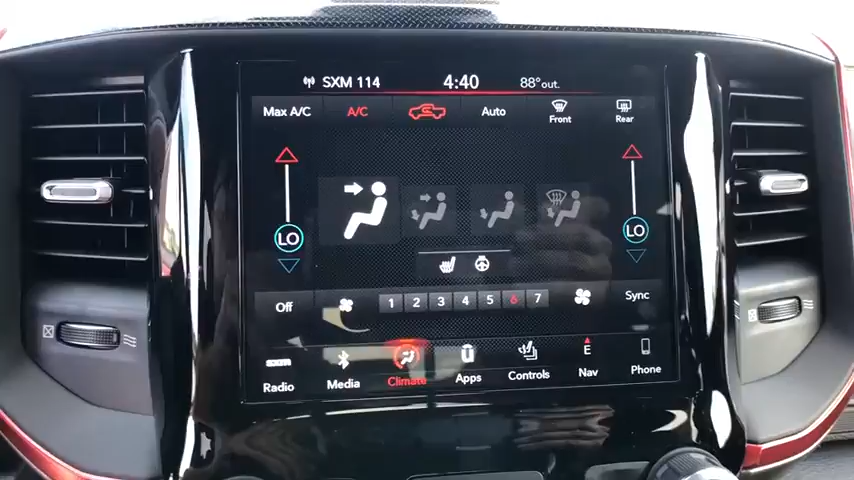 SXM 114 4:40 88° out.
Max A/C A/C Auto Front Rear
LO LO
Off 1 2 3 4 5 6 7 Sync
SXM E
Radio Media Climate Apps Controls Nav Phone